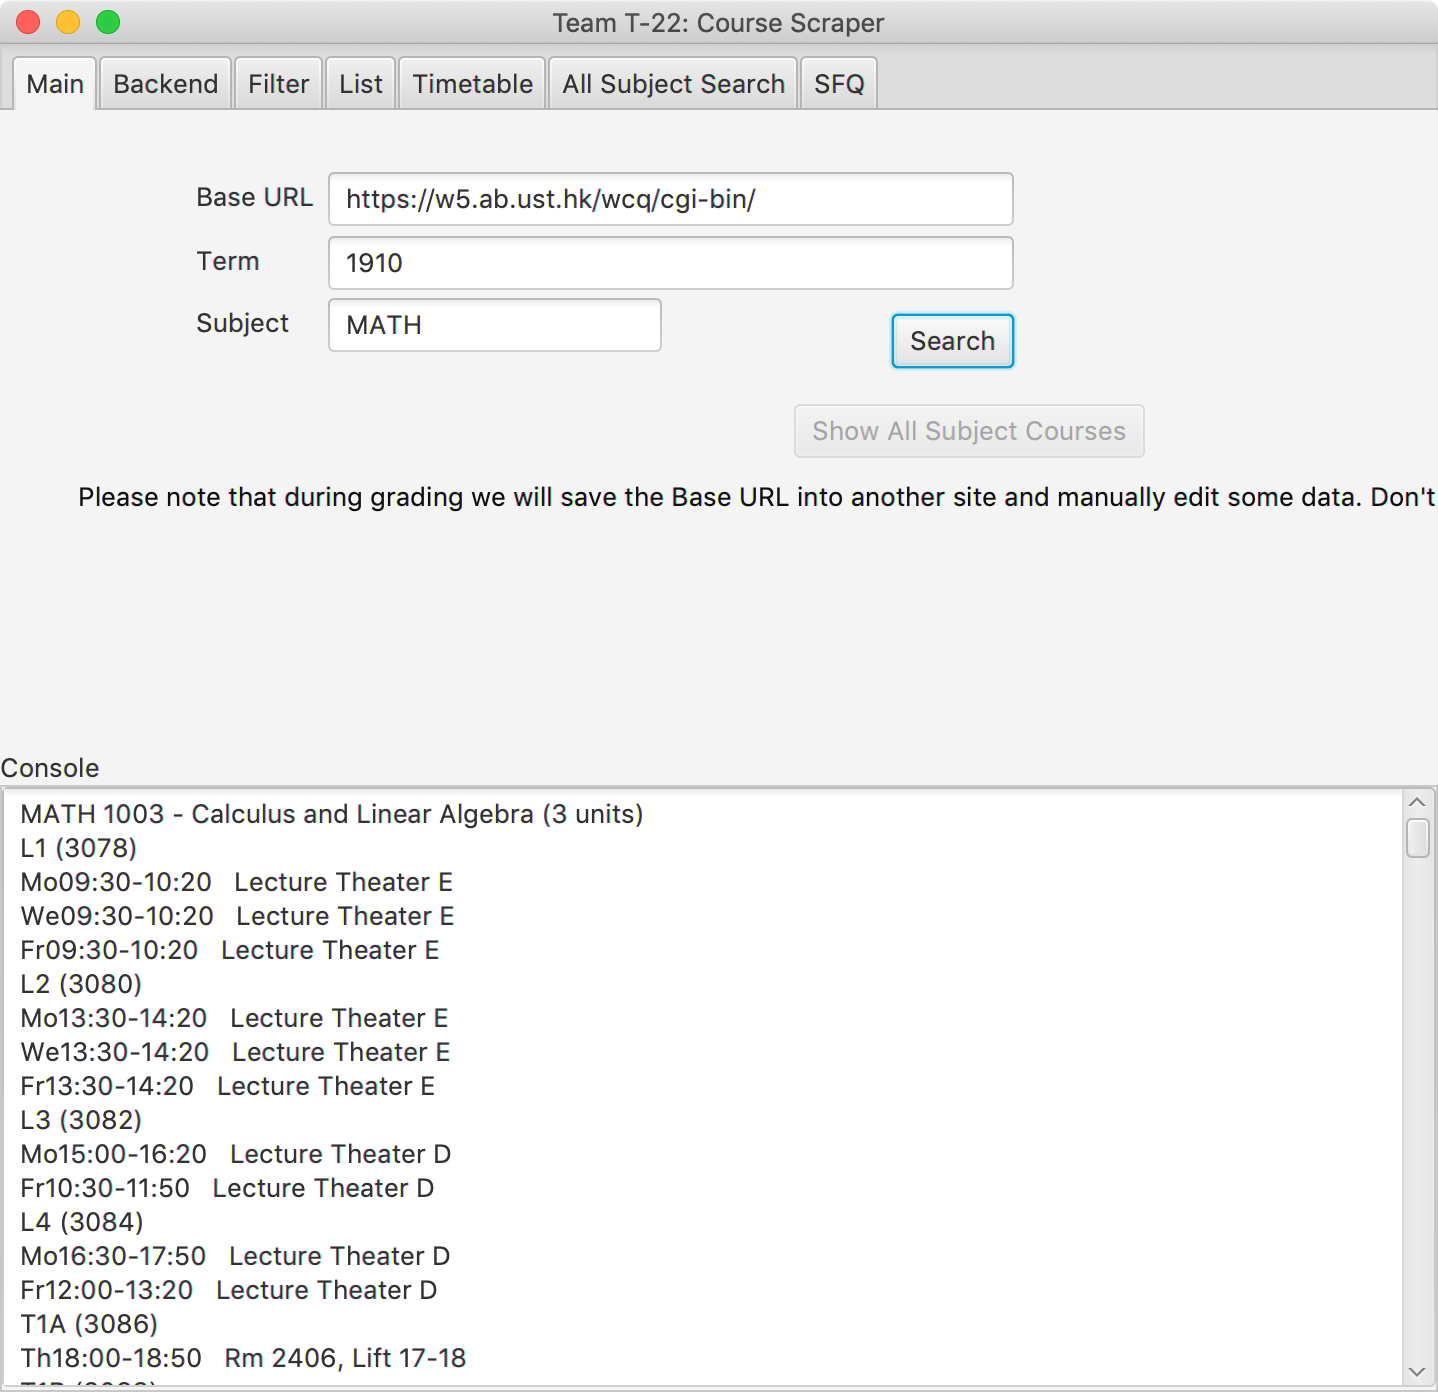 Team T-22: Course Scraper
Main Backend Filter List Timetable All Subject Search SFQ
Base URL https://w5.ab.ust.hk/wcq/cgi-bin/
Term 1910
Subject MATH
Search
Show All Subject Courses
Please note that during grading we will save the Base URL into another site and manually edit some data. Don't
Console
MATH 1003 - Calculus and Linear Algebra (3 units)
L1 (3078)
Mo09:30-10:20 Lecture Theater E
We09:30-10:20 Lecture Theater E
Fr09:30-10:20 Lecture Theater E
L2 (3080)
Mo13:30-14:20 Lecture Theater E
We13:30-14:20 Lecture Theater E
Fr13:30-14:20 Lecture Theater E
L3 (3082)
Mo15:00-16:20 Lecture Theater D
Fr10:30-11:50 Lecture Theater D
L4 (3084)
Mo16:30-17:50 Lecture Theater D
Fr12:00-13:20 Lecture Theater D
T1A (3086)
Th18:00-18:50 Rm 2406, Lift 17-18